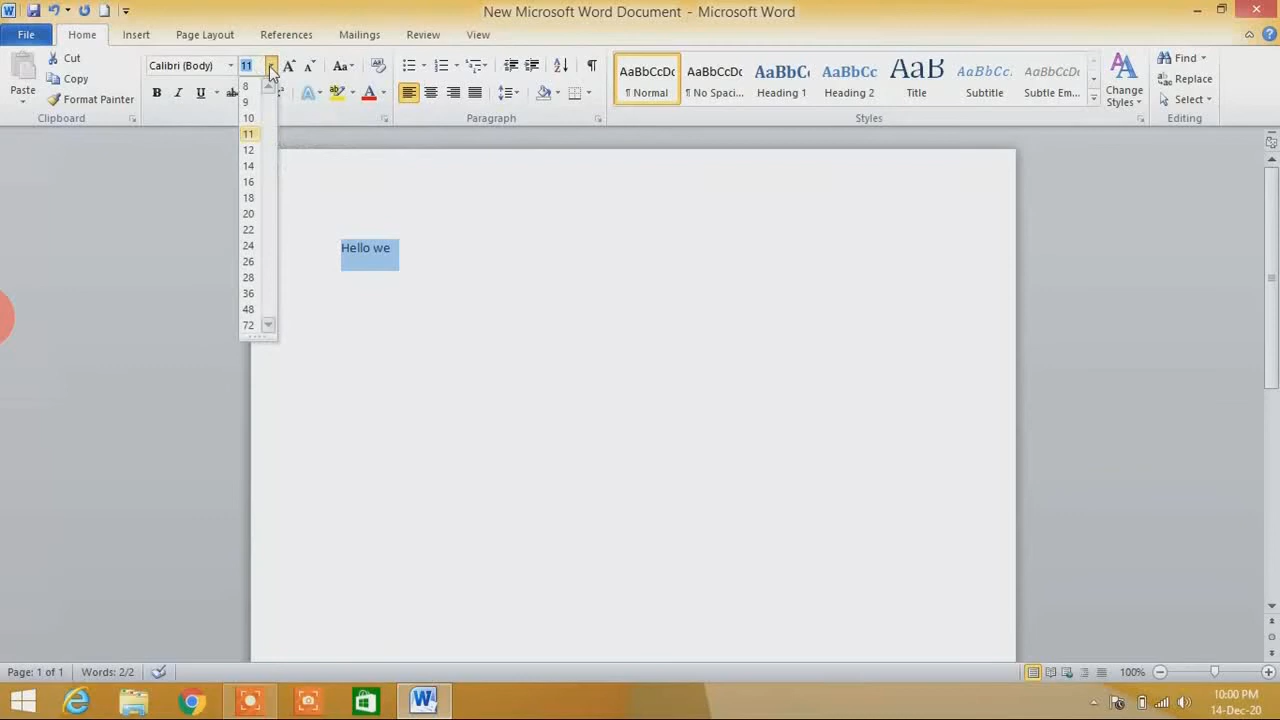 New Microsoft Word Document - Microsoft Word
File Home Insert Page Layout References Mailings Review View
Cut
Copy
Format Painter
Paste
Clipboard
Calibri (Body) 11
B I U abe
Aa
A A
Paragraph
AaBbCcDc AaBbCcDc AaBbCc AaBbCc AaB AaBbCc. AaBbCcDc
¶ Normal ¶ No Spaci... Heading 1 Heading 2 Title Subtitle Subtle Em...
Styles
Change
Styles
Find
Replace
Select
Editing
8
9
10
11
12
14
16
18
20
22
24
26
28
36
48
72
Hello we
Page: 1 of 1 Words: 2/2 100%
10:00 PM
14-Dec-20